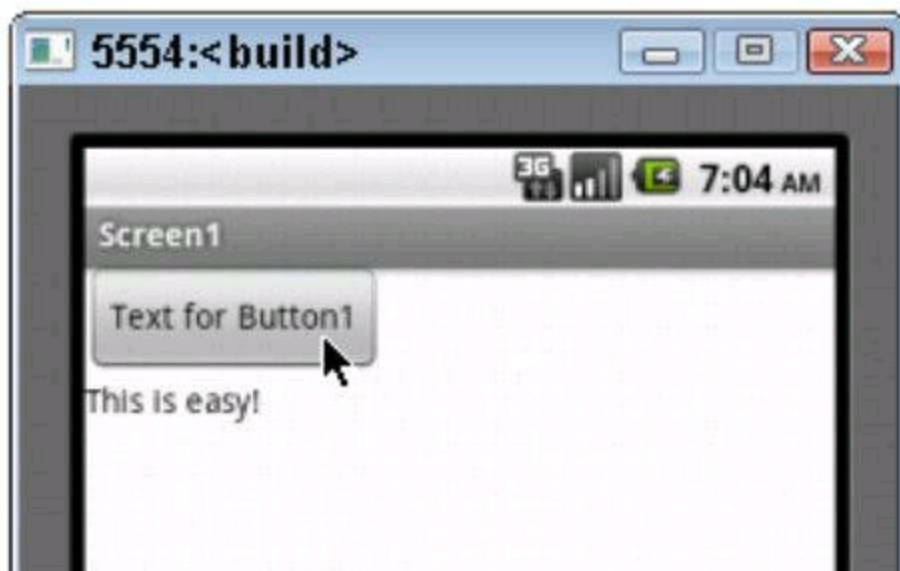 5554:<build>
3G 7:04 AM
Screen1
Text for Button1
This is easy!